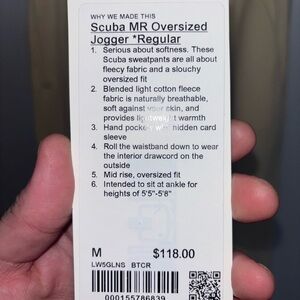 WHY WE MADE THIS
Scuba MR Oversized
Jogger *Regular
1. Serious about softness. These
Scuba sweatpants are all about
fleecy fabric and a slouchy
oversized fit
2. Blended light cotton fleece
fabric is naturally breathable,
soft against your skin, and
provides lightweight warmth
3. Hand pockets with hidden card
sleeve
4. Roll the waistband down to wear
the interior drawcord on the
outside
5. Mid rise, oversized fit
6. Intended to sit at ankle for
heights of 5'5"-5'8"
M $118.00
LW5GLNS BTCR
000155786839